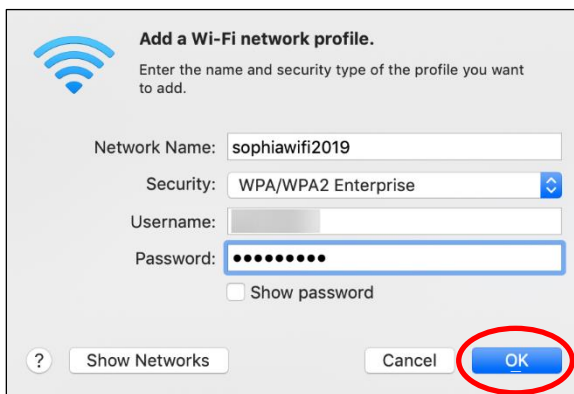 Add a Wi-Fi network profile.
Enter the name and security type of the profile you want
to add.
Network Name: sophiawifi2019
Security: WPA/WPA2 Enterprise
Username:
Password: •••••••••
Show password
? Show Networks Cancel OK